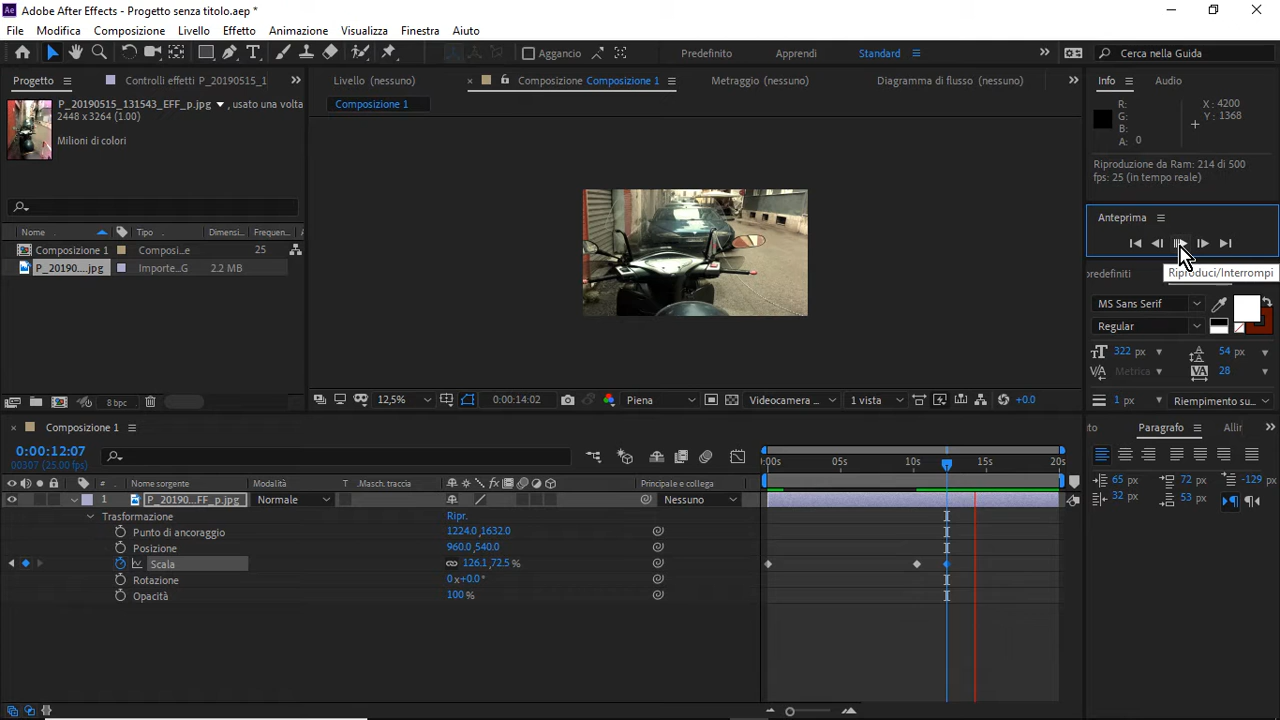 Adobe After Effects - Progetto senza titolo.aep *
File Modifica Composizione Livello Effetto Animazione Visualizza Finestra Aiuto
Aggancio Predefinito Apprendi Standard Cerca nella Guida
Progetto Controlli effetti P_20190515_1
P_20190515_131543_EFF_p.jpg , usato una volta
2448 x 3264 (1.00)
Milioni di colori
Nome Tipo Dimensi... Frequen...
Composizione 1 Composi...e 25
P_20190....jpg Importe...G 2.2 MB
8 bpc
Livello (nessuno) Composizione Composizione 1 Metraggio (nessuno) Diagramma di flusso (nessuno)
Composizione 1
12,5% 0:00:14:02 Piena Videocamera ... 1 vista +0.0
Info Audio
R: X : 4200
G: Y : 1368
B:
A: 0
Riproduzione da Ram: 214 di 500
fps: 25 (in tempo reale)
Anteprima
Riproduci/Interrompi
predefiniti
MS Sans Serif
Regular
322 px 54 px
Metrica 28
1 px Riempimento su...
Composizione 1
0:00:12:07
00307 (25.00 fps)
# Nome sorgente Modalità T .Match. traccia Principale e collega
1 P_20190...FF_p.jpg Normale Nessuno
Trasformazione Ripr.
Punto di ancoraggio 1224.0,1632.0
Posizione 960.0,540.0
Scala 126.1,72.5 %
Rotazione 0x+0.0°
Opacità 100 %
:00s 05s 10s 15s 20s
to Paragrafo Allir
65 px 72 px -129 px
32 px 53 px